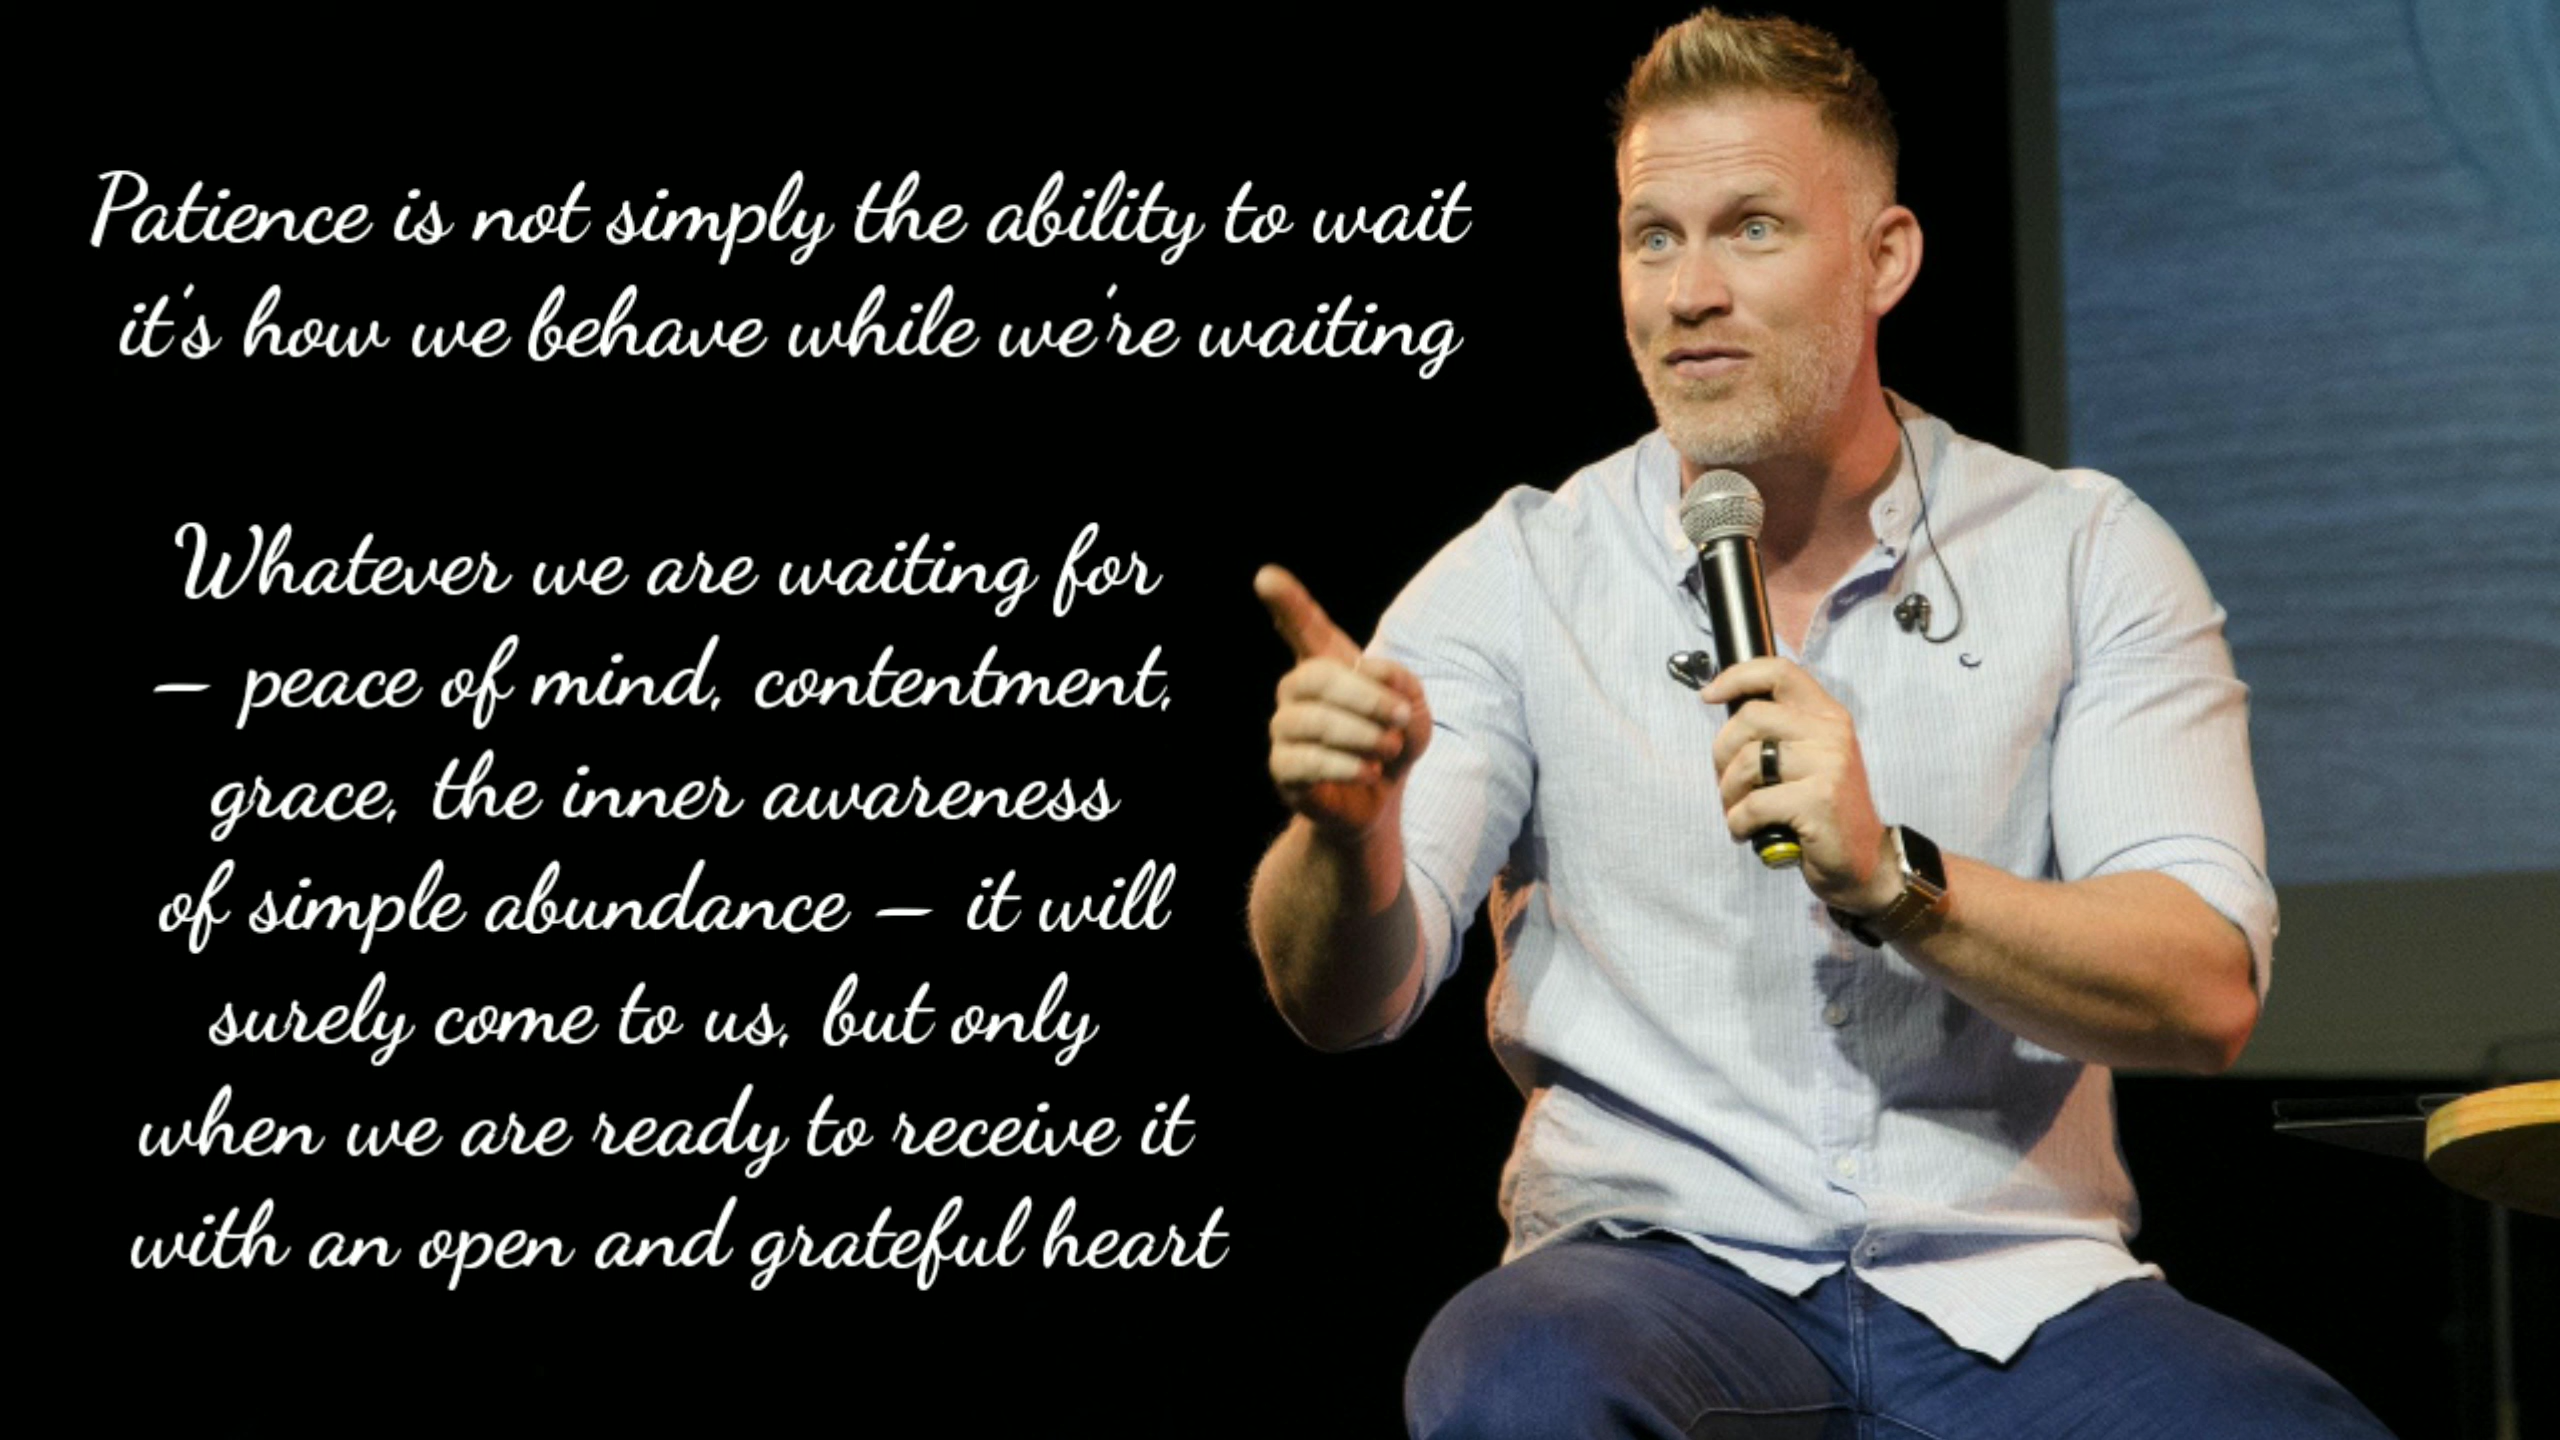 Patience is not simply the ability to wait
it's how we behave while we're waiting
Whatever we are waiting for
– peace of mind, contentment,
grace, the inner awareness
of simple abundance – it will
surely come to us, but only
when we are ready to receive it
with an open and grateful heart